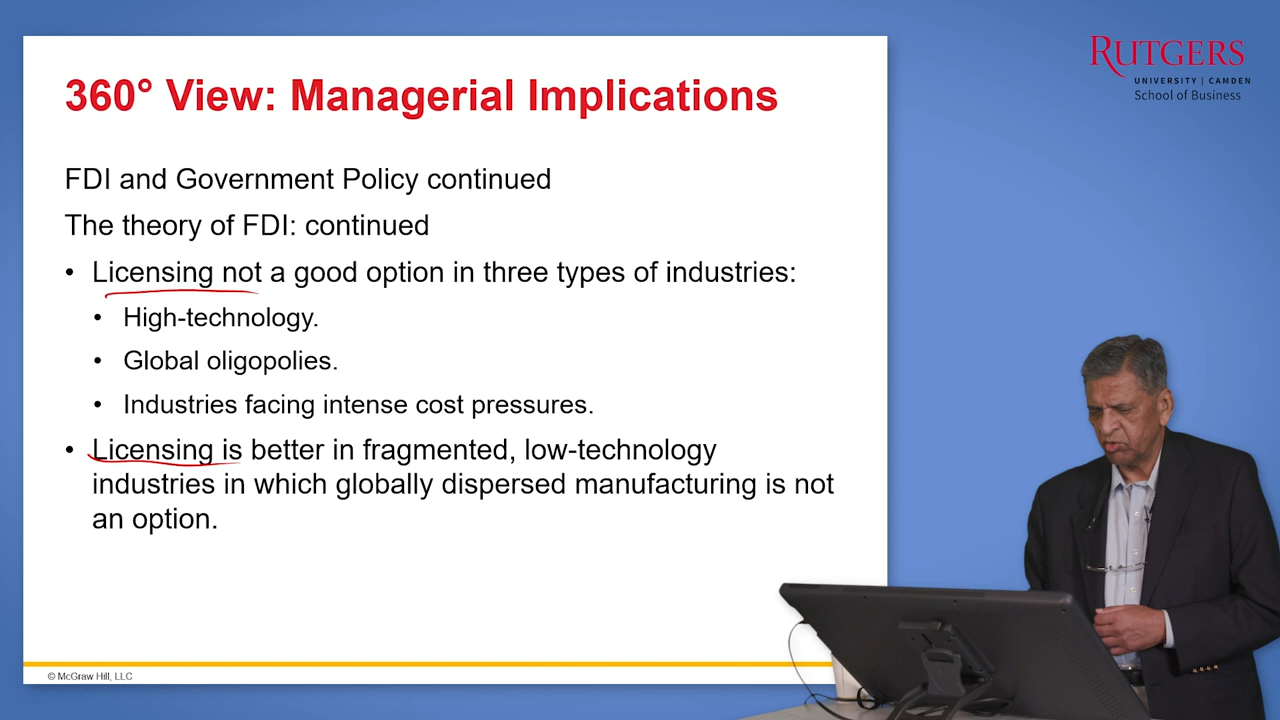 360° View: Managerial Implications
RUTGERS
UNIVERSITY | CAMDEN
School of Business
FDI and Government Policy continued
The theory of FDI: continued
• Licensing not a good option in three types of industries:
• High-technology.
• Global oligopolies.
• Industries facing intense cost pressures.
• Licensing is better in fragmented, low-technology
industries in which globally dispersed manufacturing is not
an option.
© McGraw Hill, LLC